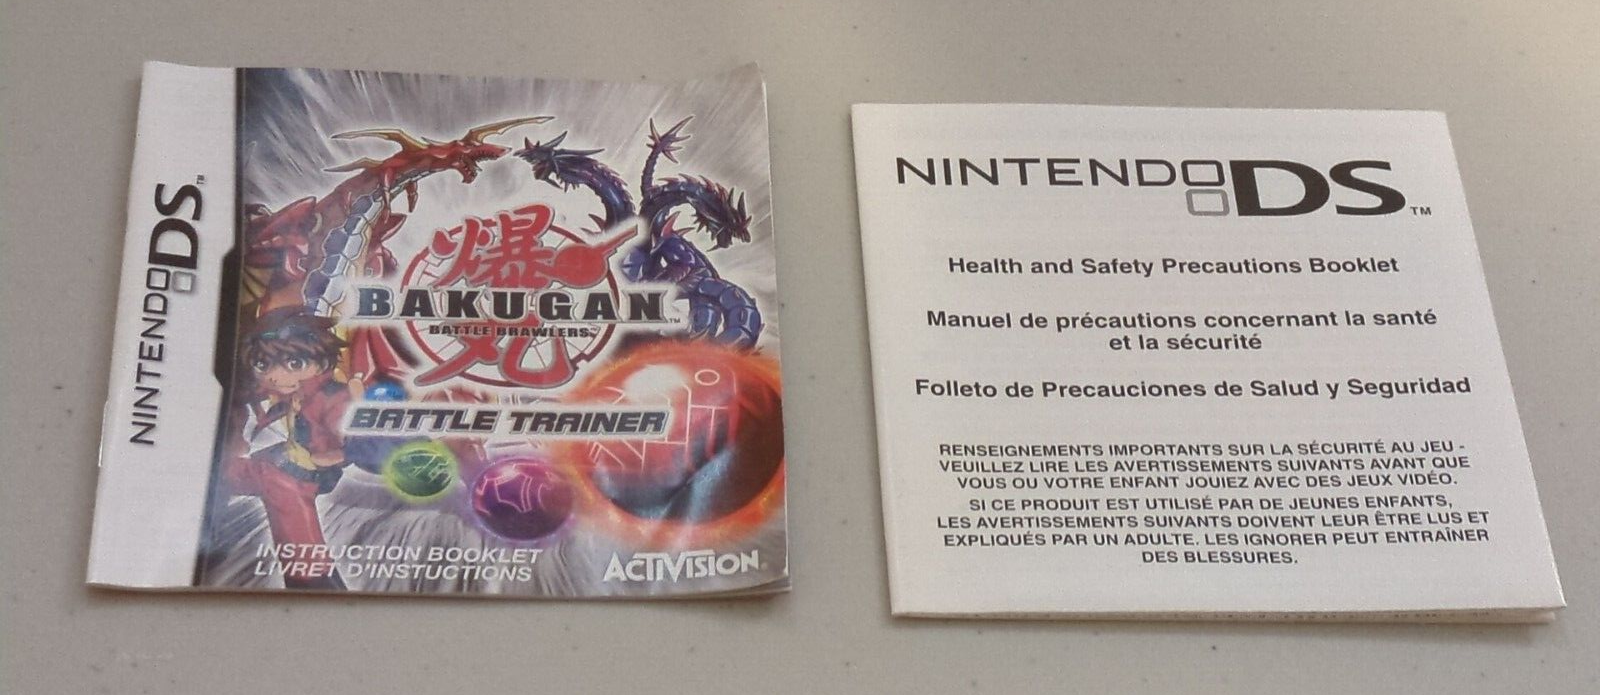 NINTENDO DS™
爆丸
BAKUGAN™
BATTLE BRAWLERS™
BATTLE TRAINER
INSTRUCTION BOOKLET
LIVRET D'INSTUCTIONS
ACTIVISION®
NINTENDO DS™
Health and Safety Precautions Booklet
Manuel de précautions concernant la santé
et la sécurité
Folleto de Precauciones de Salud y Seguridad
RENSEIGNEMENTS IMPORTANTS SUR LA SÉCURITÉ AU JEU -
VEUILLEZ LIRE LES AVERTISSEMENTS SUIVANTS AVANT QUE
VOUS OU VOTRE ENFANT JOUIEZ AVEC DES JEUX VIDÉO.
SI CE PRODUIT EST UTILISÉ PAR DE JEUNES ENFANTS,
LES AVERTISSEMENTS SUIVANTS DOIVENT LEUR ÊTRE LUS ET
EXPLIQUÉS PAR UN ADULTE. LES IGNORER PEUT ENTRAÎNER
DES BLESSURES.